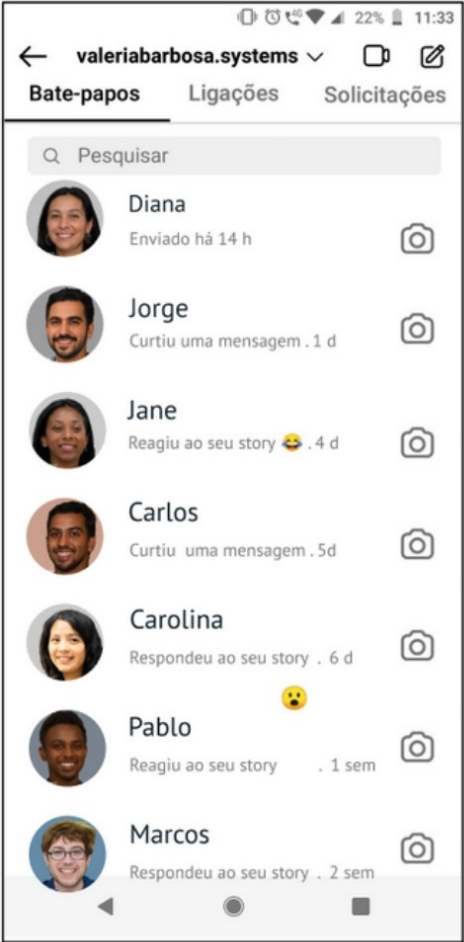 22% 11:33
valeriabarbosa.systems
Bate-papos Ligações Solicitações
Pesquisar
Diana
Enviado há 14 h
Jorge
Curtiu uma mensagem . 1 d
Jane
Reagiu ao seu story 😂 . 4 d
Carlos
Curtiu uma mensagem . 5d
Carolina
Respondeu ao seu story . 6 d
😮
Pablo
Reagiu ao seu story . 1 sem
Marcos
Respondeu ao seu story . 2 sem